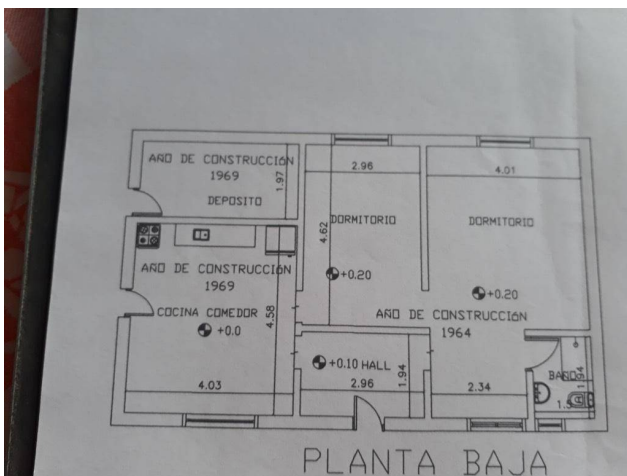 AÑO DE CONSTRUCCIÓN
1969
DEPOSITO
1.97
2.96
4.01
DORMITORIO
DORMITORIO
4.62
+0.20
+0.20
AÑO DE CONSTRUCCIÓN
1969
COCINA COMEDOR
+0.0
4.58
4.03
AÑO DE CONSTRUCCIÓN
1964
+0.10 HALL
2.96
1.94
2.34
BAÑO
1.94
PLANTA BAJA